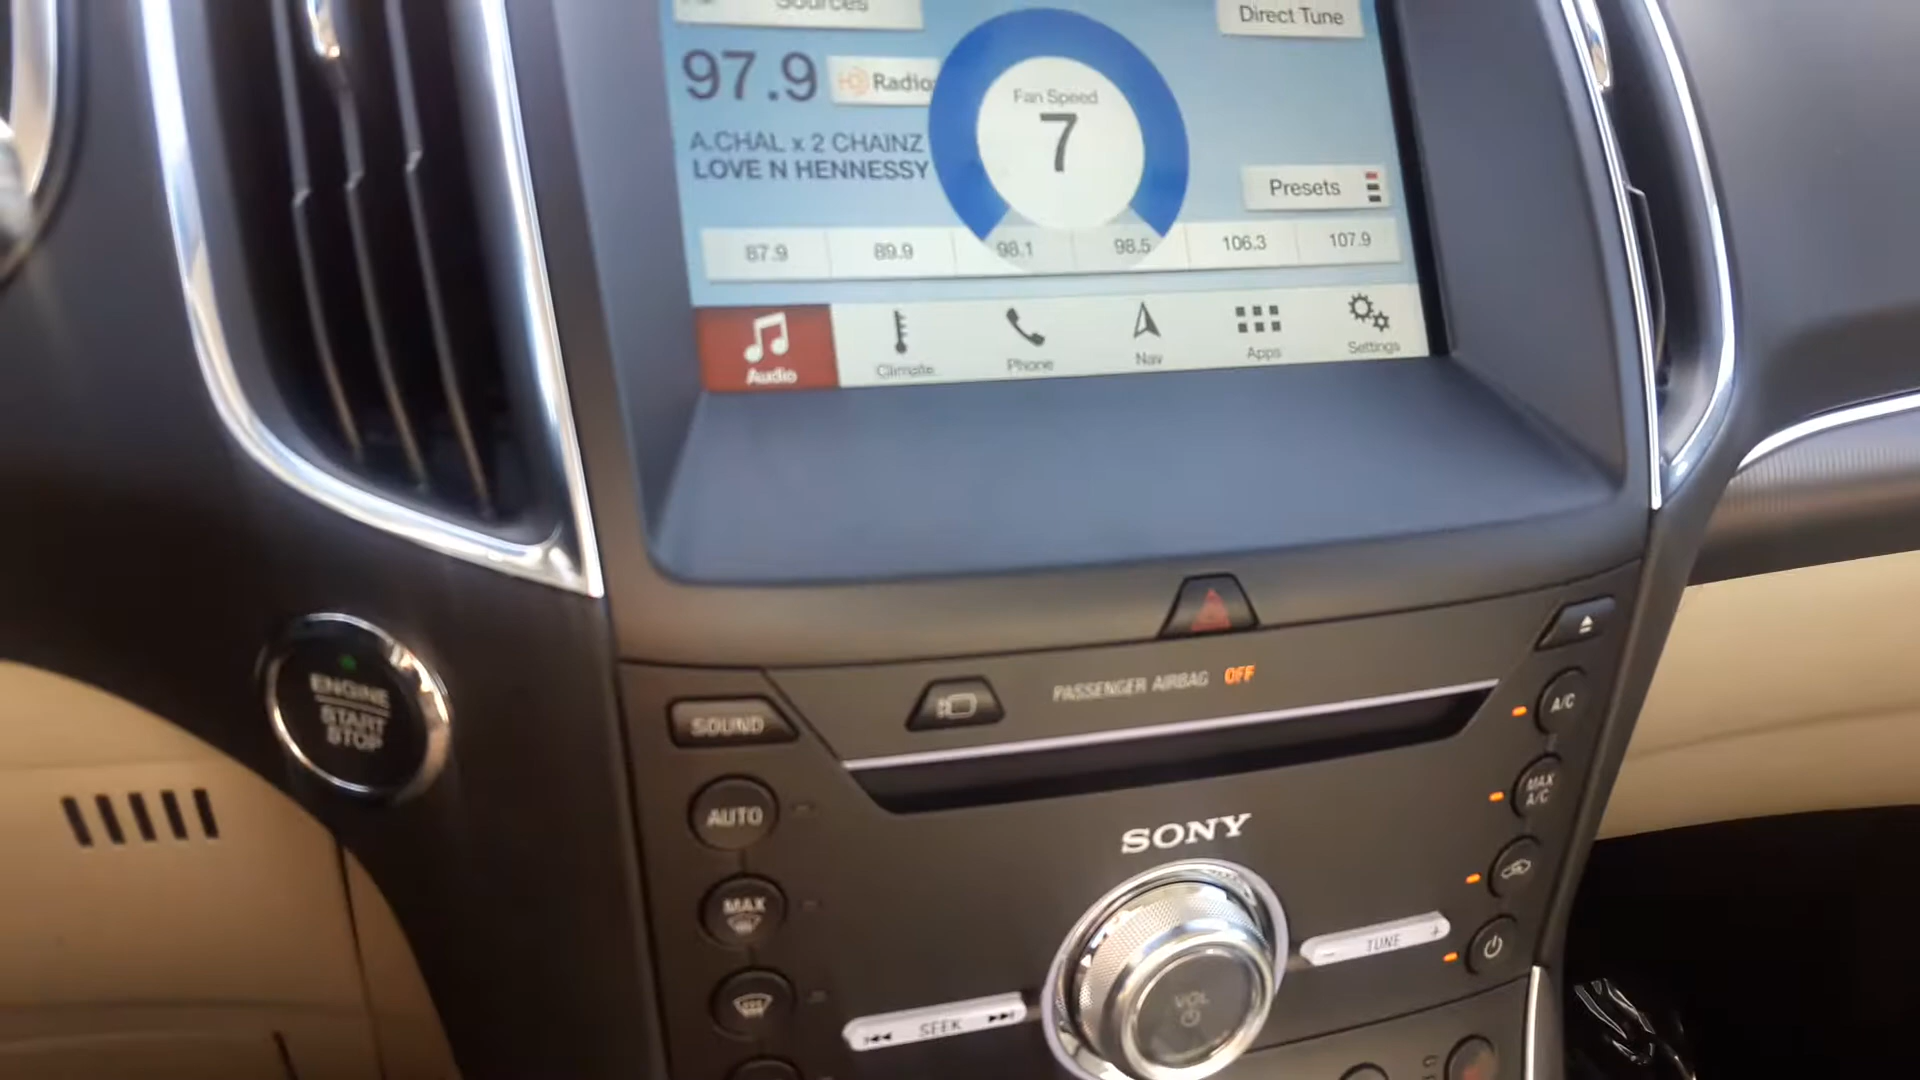 Sources
Direct Tune
97.9
HD Radio
Fan Speed
7
A.CHAL x 2 CHAINZ
LOVE N HENNESSY
Presets
87.9
89.9
98.1
98.5
106.3
107.9
Audio
Climate
Phone
Nav
Apps
Settings
ENGINE
START
STOP
SOUND
PASSENGER AIRBAG OFF
A/C
MAX
A/C
AUTO
SONY
MAX
TUNE
SEEK
VOL